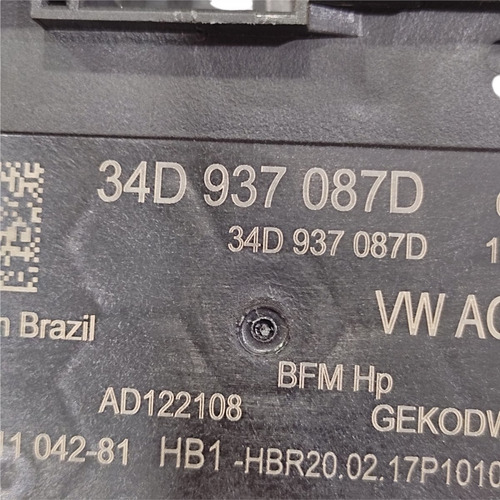 34D 937 087D
34D 937 087D
VW AG
n Brazil
BFM Hp
AD122108
GEKODW
11 042-81 HB1 -HBR20.02.17P1010